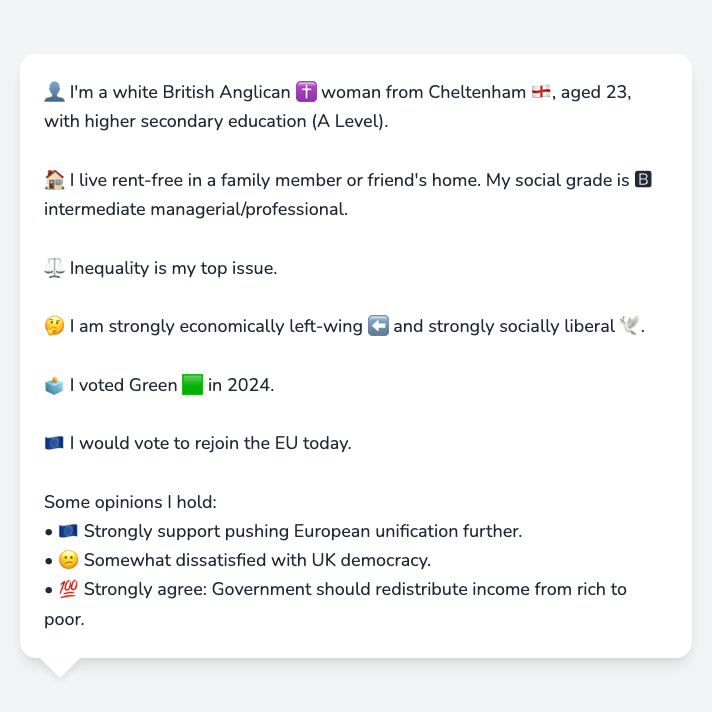 👤 I'm a white British Anglican ✝️ woman from Cheltenham 🏴󠁧󠁢󠁥󠁮󠁧󠁿, aged 23,
with higher secondary education (A Level).
🏠 I live rent-free in a family member or friend's home. My social grade is 🅱
intermediate managerial/professional.
⚖️ Inequality is my top issue.
🤔 I am strongly economically left-wing ⬅️ and strongly socially liberal 🕊️.
🗳️ I voted Green 🟩 in 2024.
🇪🇺 I would vote to rejoin the EU today.
Some opinions I hold:
• 🇪🇺 Strongly support pushing European unification further.
• 🙁 Somewhat dissatisfied with UK democracy.
• 💯 Strongly agree: Government should redistribute income from rich to
poor.